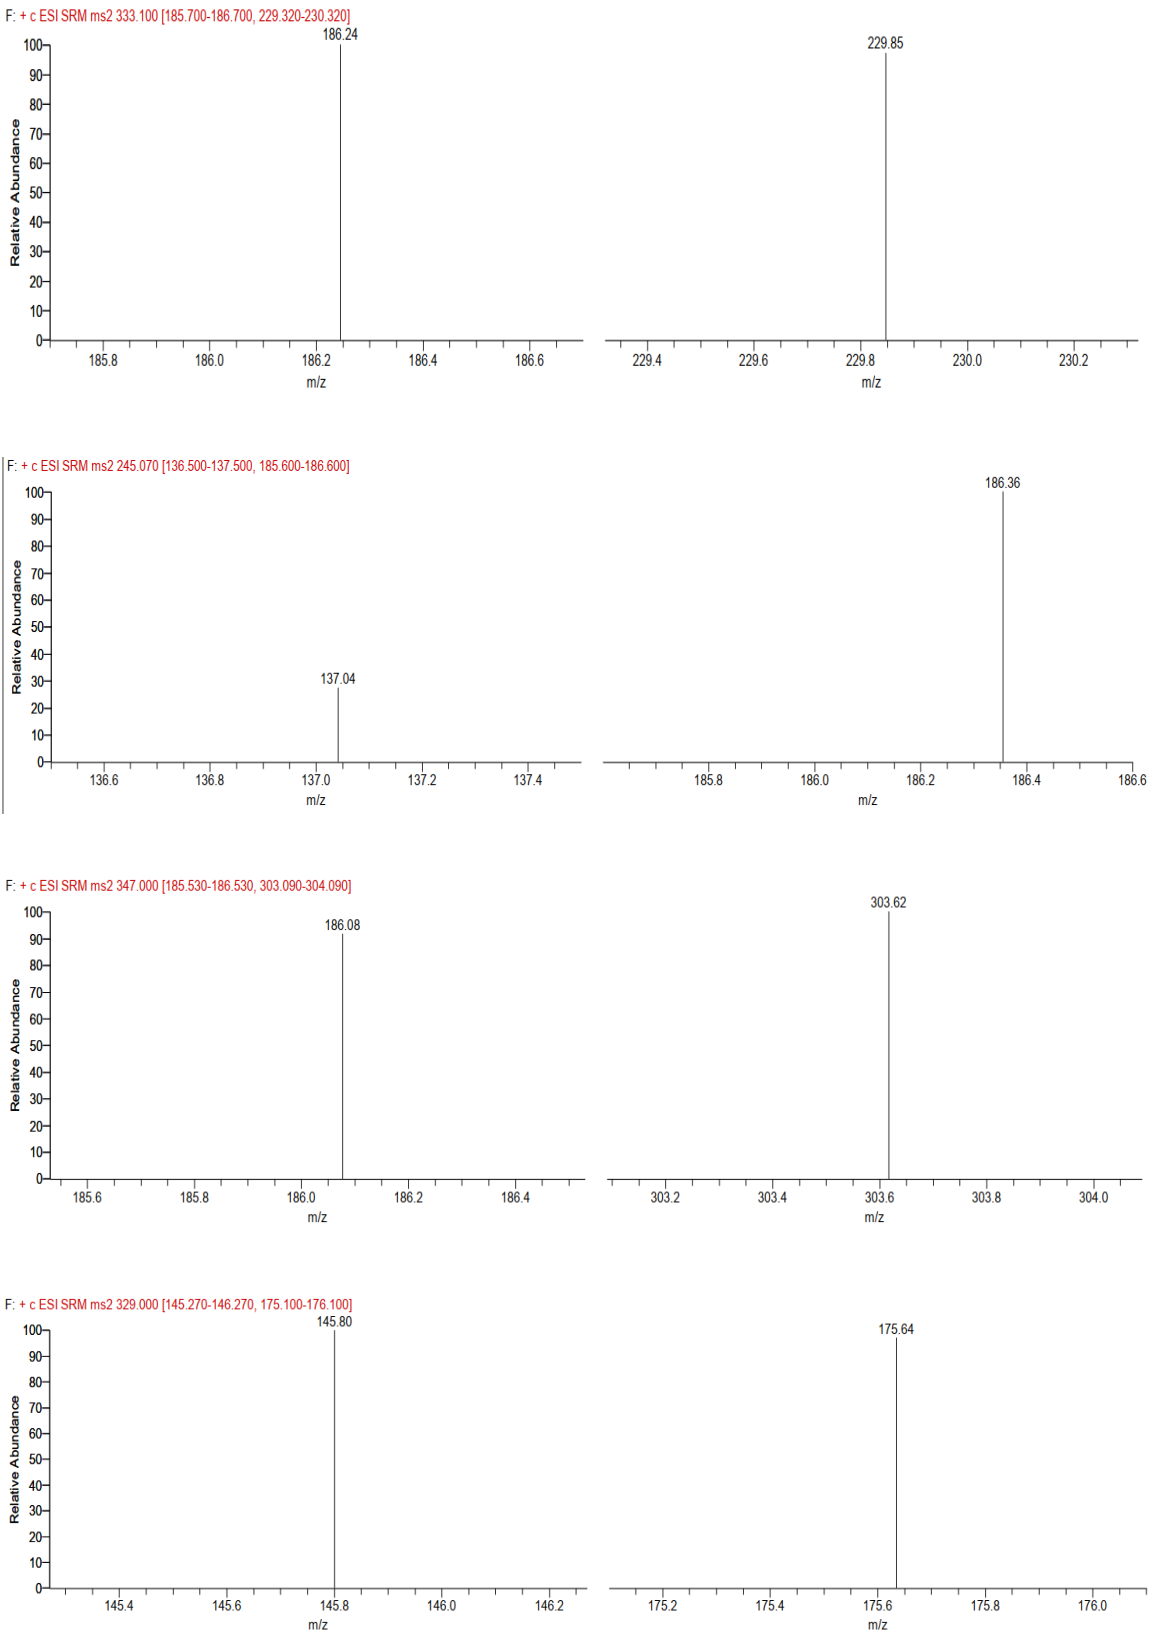 F: + c ESI SRM ms2 333.100 [185.700-186.700, 229.320-230.320]
186.24
229.85
100
90
80
70
60
50
40
30
20
10
0
Relative Abundance
185.8 186.0 186.2 186.4 186.6
229.4 229.6 229.8 230.0 230.2
m/z
m/z
F: + c ESI SRM ms2 245.070 [136.500-137.500, 185.600-186.600]
186.36
137.04
100
90
80
70
60
50
40
30
20
10
0
Relative Abundance
136.6 136.8 137.0 137.2 137.4
185.8 186.0 186.2 186.4 186.6
m/z
m/z
F: + c ESI SRM ms2 347.000 [185.530-186.530, 303.090-304.090]
303.62
186.08
100
90
80
70
60
50
40
30
20
10
0
Relative Abundance
185.6 185.8 186.0 186.2 186.4
303.2 303.4 303.6 303.8 304.0
m/z
m/z
F: + c ESI SRM ms2 329.000 [145.270-146.270, 175.100-176.100]
145.80
175.64
100
90
80
70
60
50
40
30
20
10
0
Relative Abundance
145.4 145.6 145.8 146.0 146.2
175.2 175.4 175.6 175.8 176.0
m/z
m/z